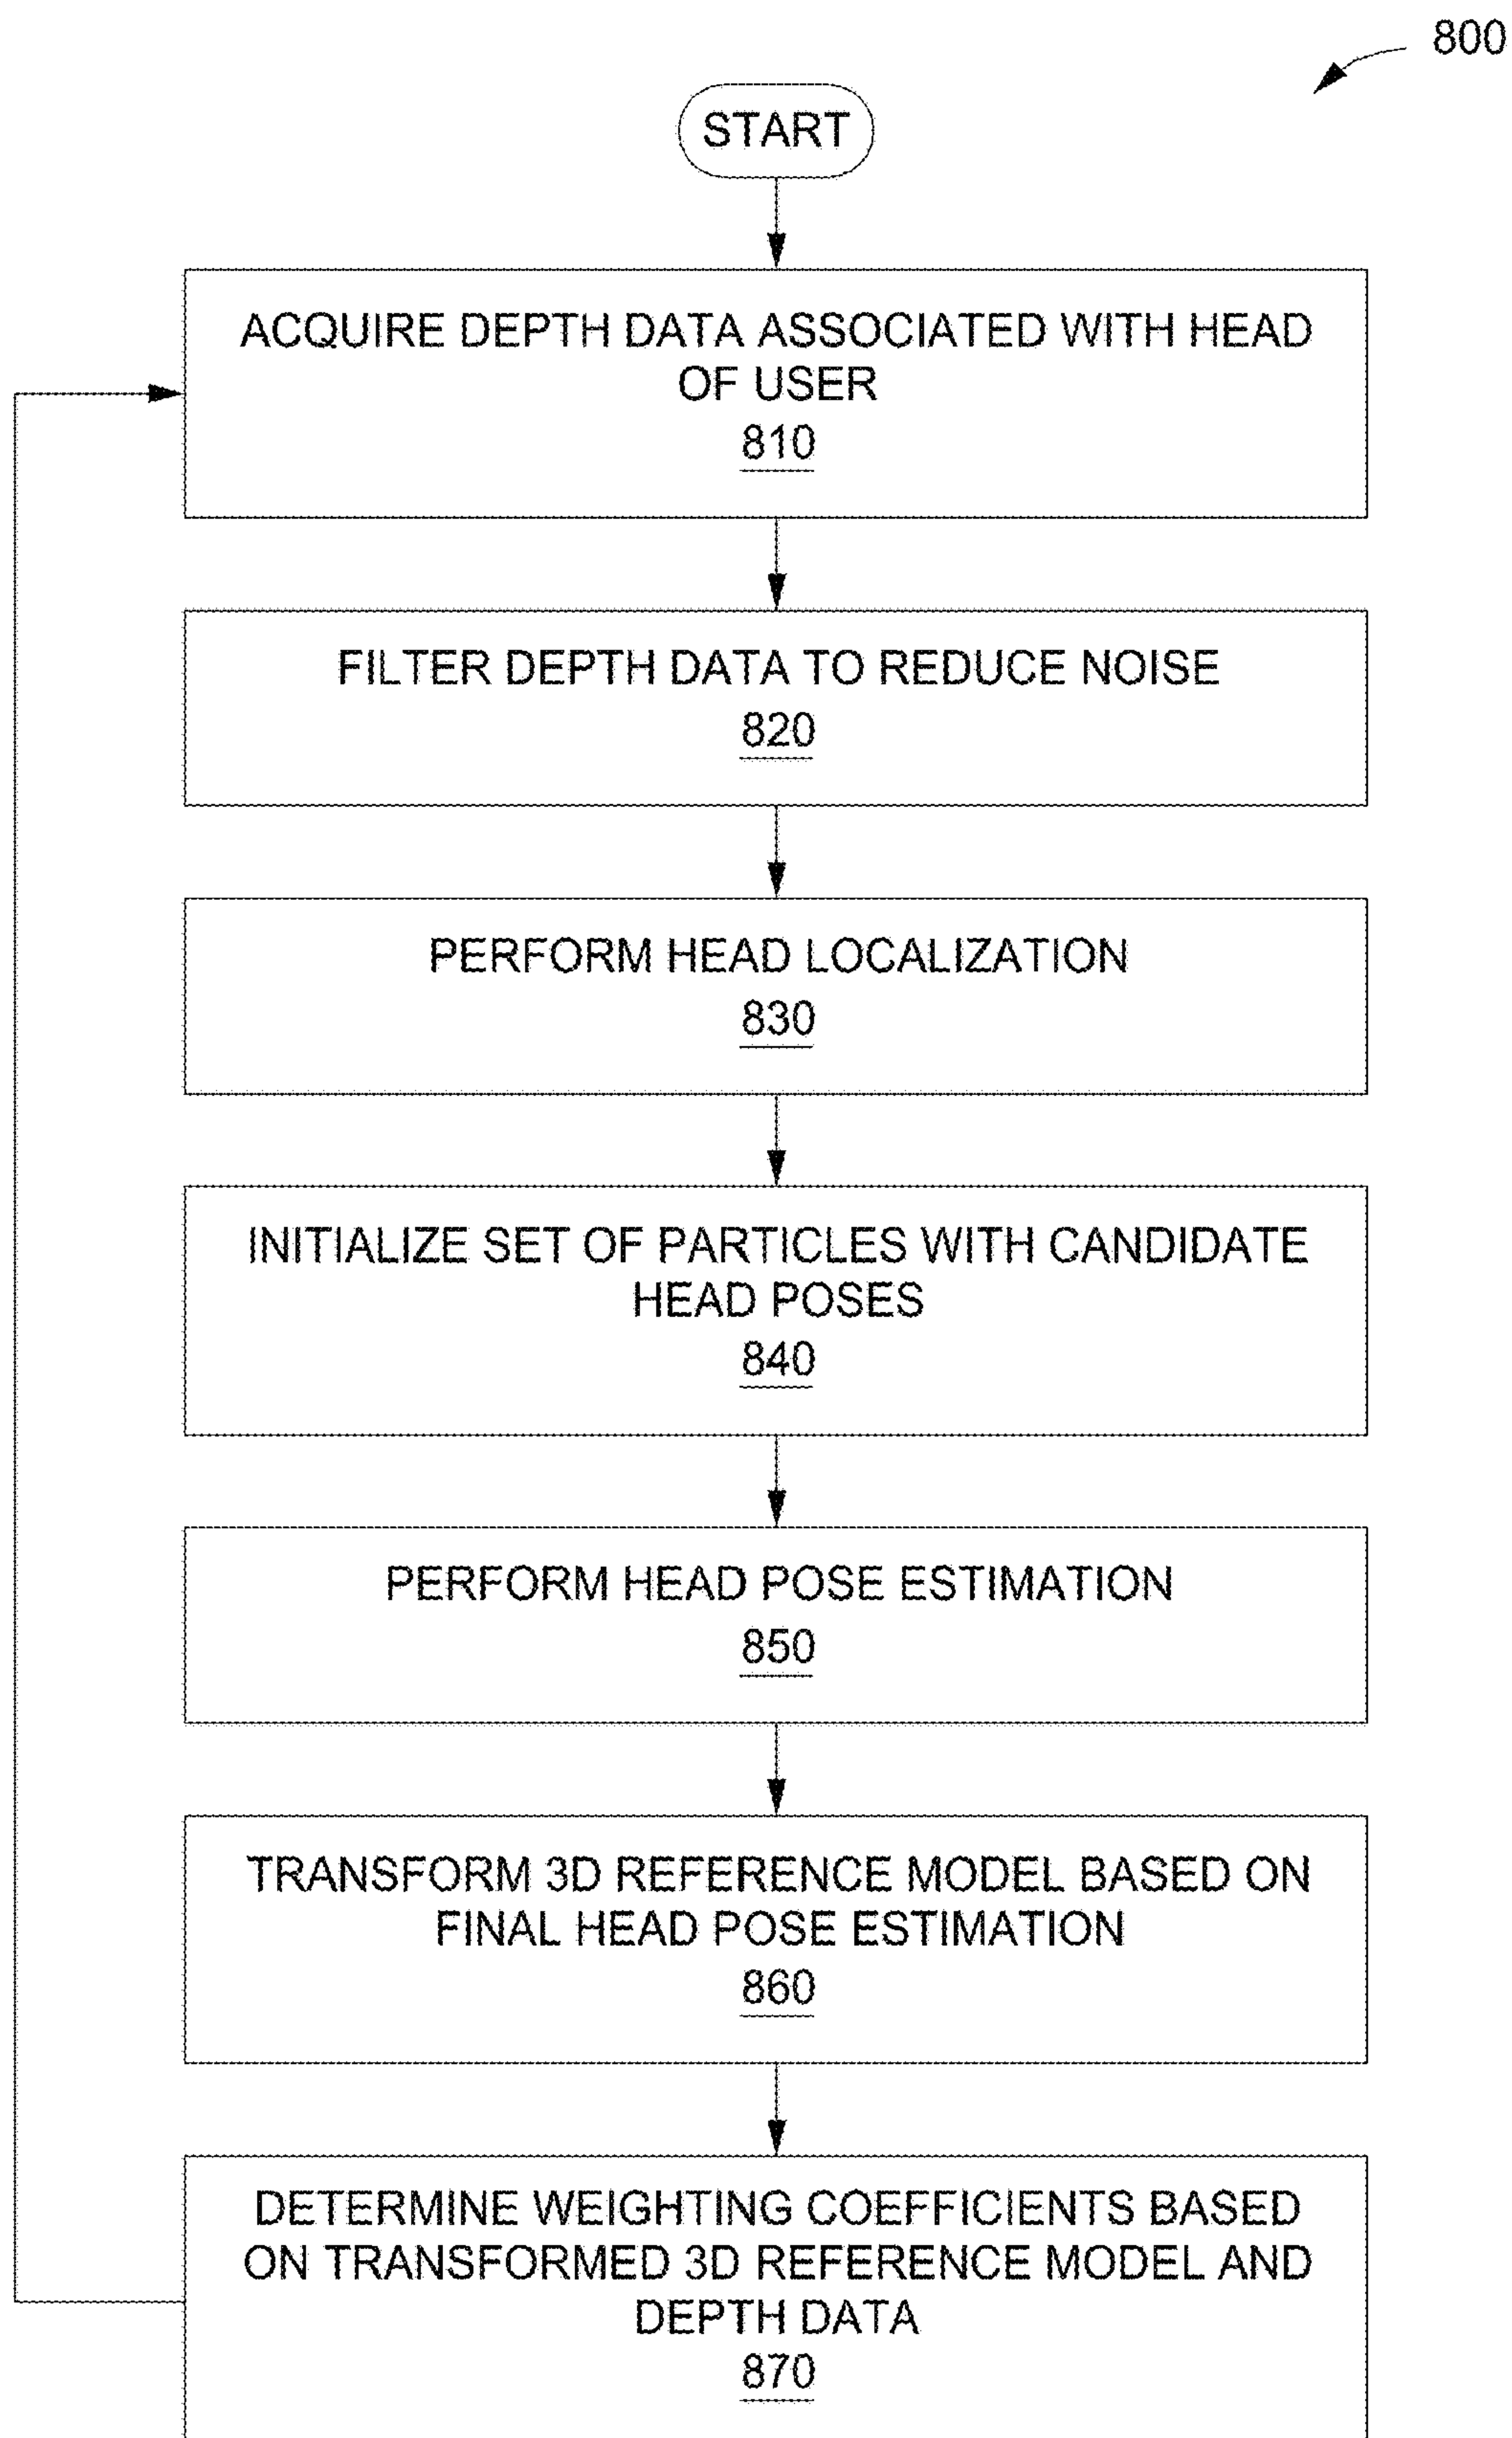 800
START
ACQUIRE DEPTH DATA ASSOCIATED WITH HEAD
OF USER
810
FILTER DEPTH DATA TO REDUCE NOISE
820
PERFORM HEAD LOCALIZATION
830
INITIALIZE SET OF PARTICLES WITH CANDIDATE
HEAD POSES
840
PERFORM HEAD POSE ESTIMATION
850
TRANSFORM 3D REFERENCE MODEL BASED ON
FINAL HEAD POSE ESTIMATION
860
DETERMINE WEIGHTING COEFFICIENTS BASED
ON TRANSFORMED 3D REFERENCE MODEL AND
DEPTH DATA
870